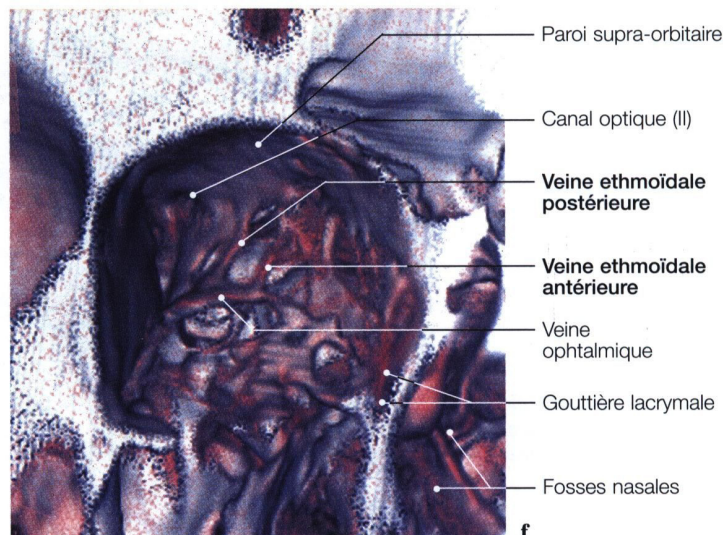 Paroi supra-orbitaire
Canal optique (II)
Veine ethmoïdale
postérieure
Veine ethmoïdale
antérieure
Veine
ophtalmique
Gouttière lacrymale
Fosses nasales
f